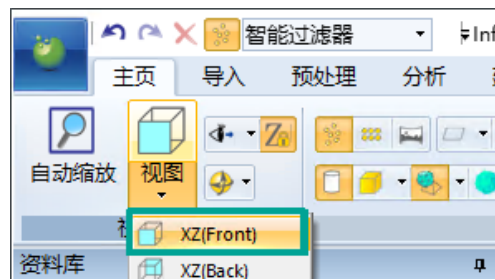 智能过滤器
Inf
主页 导入 预处理 分析
自动缩放 视图
XZ(Front)
资料库
XZ(Back)